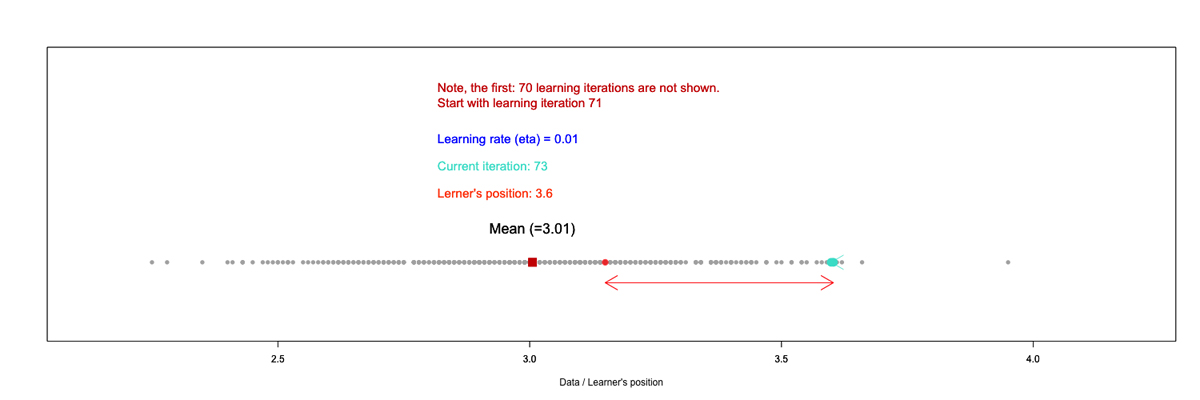 Note, the first: 70 learning iterations are not shown.
Start with learning iteration 71
Learning rate (eta) = 0.01
Current iteration: 73
Lerner's position: 3.6
Mean (=3.01)
2.5
3.0
3.5
4.0
Data / Learner's position